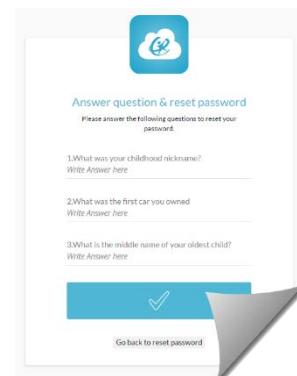 Answer question & reset password
Please answer the following questions to reset your
password.
1.What was your childhood nickname?
Write Answer here
2.What was the first car you owned
Write Answer here
3.What is the middle name of your oldest child?
Write Answer here
Go back to reset password